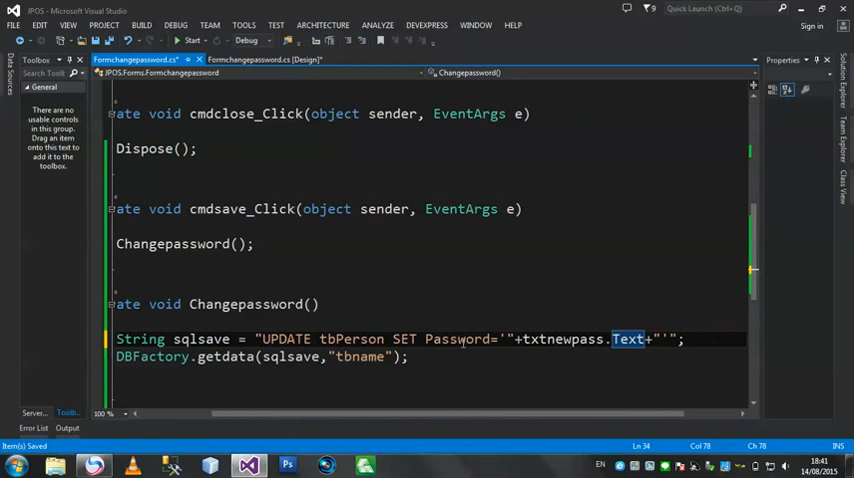 JPOS - Microsoft Visual Studio
9
Quick Launch (Ctrl+Q)
FILE EDIT VIEW PROJECT BUILD DEBUG TEAM TOOLS TEST ARCHITECTURE ANALYZE DEVEXPRESS WINDOW HELP
Sign in
Start Debug
Data Sources
Toolbox
Search Toolt
General
There are no
usable controls
in this group.
Drag an item
onto this text to
add it to the
toolbox.
Server... Toolb...
Formchangepassword.cs* Formchangepassword.cs [Design]*
JPOS.Forms.Formchangepassword Changepassword()
ate void cmdclose_Click(object sender, EventArgs e)
Dispose();
ate void cmdsave_Click(object sender, EventArgs e)
Changepassword();
ate void Changepassword()
String sqlsave = "UPDATE tbPerson SET Password='"+txtnewpass.Text+"'";
DBFactory.getdata(sqlsave,"tbname");
100 %
Properties
Solution Explorer
Team Explorer
Class View
Error List Output
Item(s) Saved Ln 34 Col 78 Ch 78 INS
Ps
EN
18:41
14/08/2015